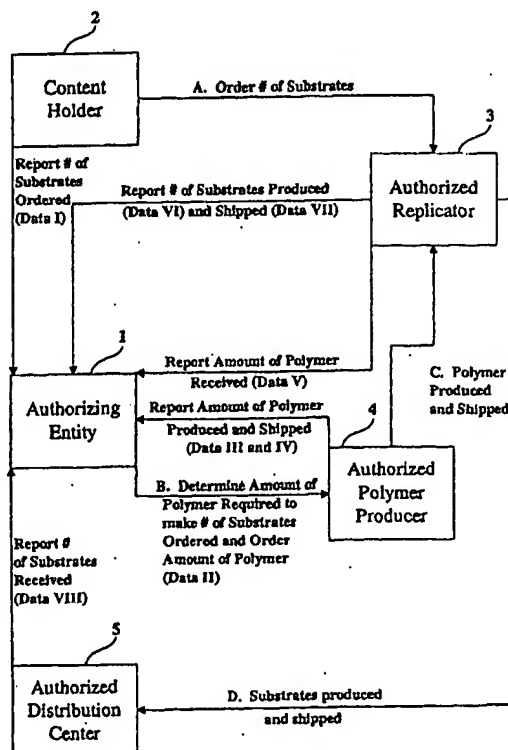 2
Content
Holder
A. Order # of Substrates
3
Authorized
Replicator
Report # of
Substrates
Ordered
(Data I)
Report # of Substrates Produced
(Data VI) and Shipped (Data VII)
1
Authorizing
Entity
Report Amount of Polymer
Received (Data V)
Report Amount of Polymer
Produced and Shipped
(Data III and IV)
C. Polymer
Produced
and Shipped
4
Authorized
Polymer
Producer
B. Determine Amount of
Polymer Required to
make # of Substrates
Ordered and Order
Amount of Polymer
(Data II)
Report #
of Substrates
Received
(Data VIII)
5
Authorized
Distribution
Center
D. Substrates produced
and shipped